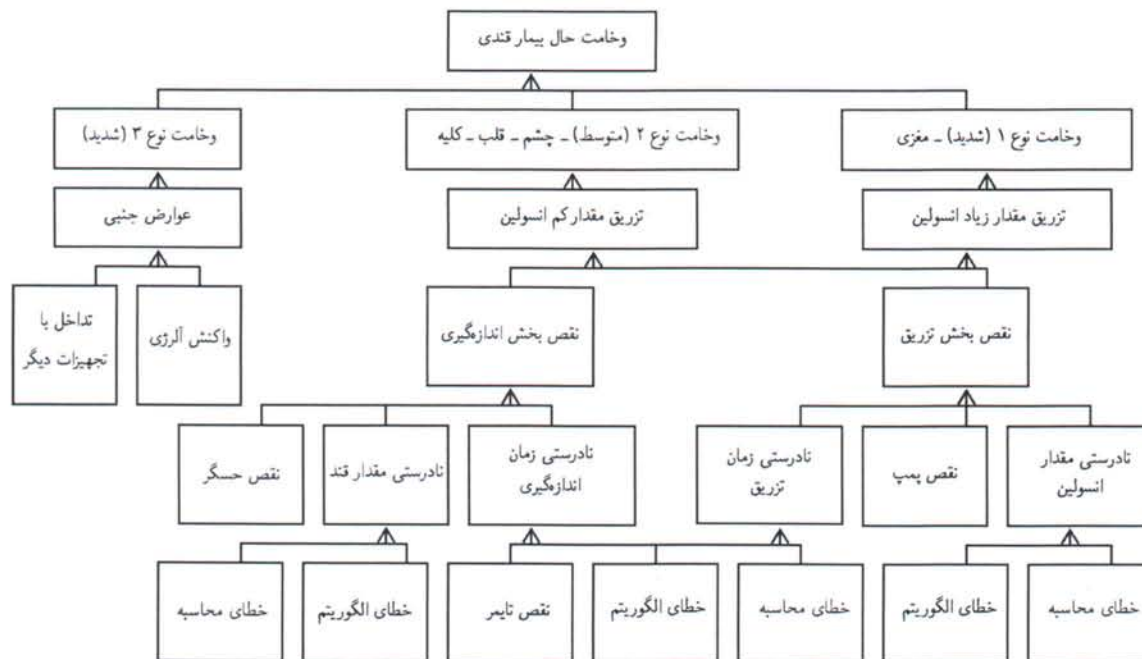 وخامت حال بیمار قندی
وخامت نوع ۱ (شدید) ـ مغزی
وخامت نوع ۲ (متوسط) ـ چشم ـ قلب ـ کلیه
وخامت نوع ۳ (شدید)
تزریق مقدار زیاد انسولین
تزریق مقدار کم انسولین
عوارض جنبی
نقص بخش تزریق
نقص بخش اندازه‌گیری
واکنش آلرژی
تداخل با
تجهیزات دیگر
نادرستی مقدار
انسولین
نقص پمپ
نادرستی زمان
تزریق
نادرستی زمان
اندازه‌گیری
نادرستی مقدار قند
نقص حسگر
خطای محاسبه
خطای الگوریتم
خطای محاسبه
خطای الگوریتم
نقص تایمر
خطای الگوریتم
خطای محاسبه